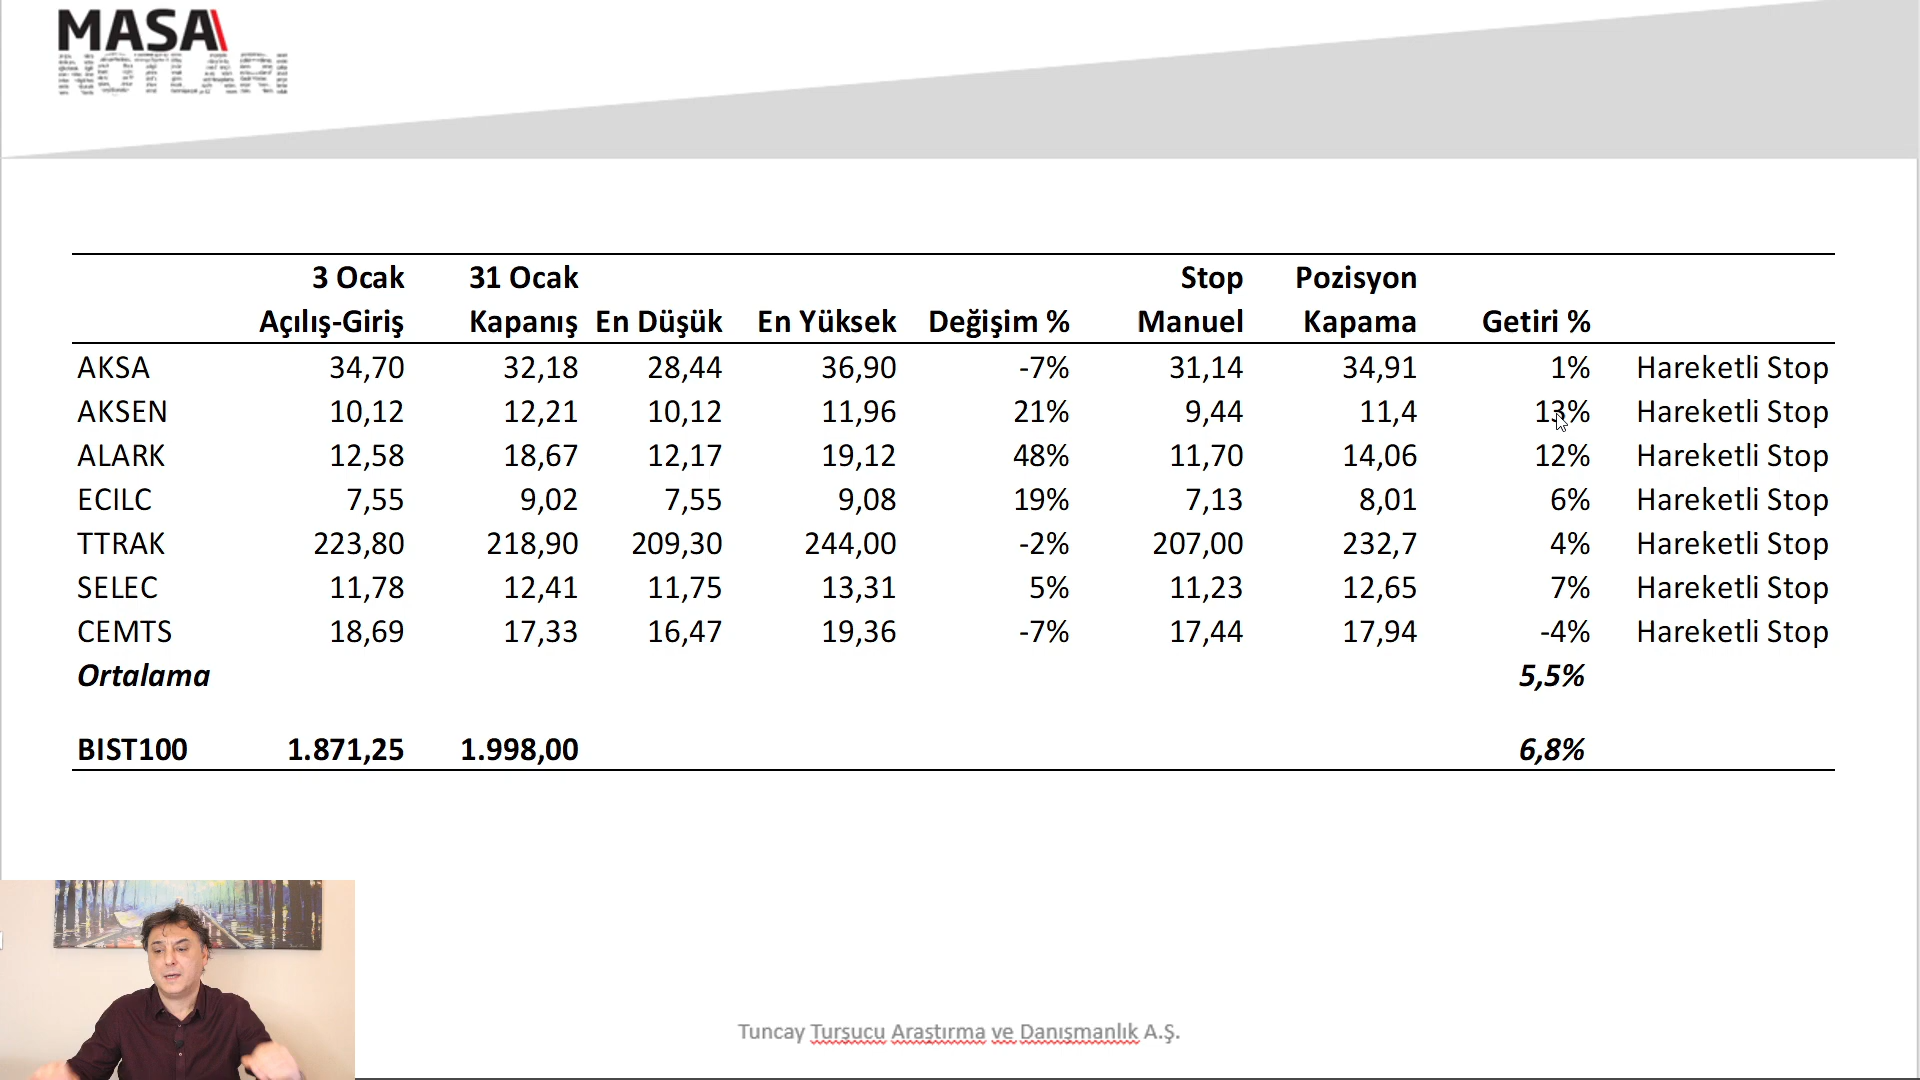 MASA
NOTLARI
3 Ocak 31 Ocak Stop Pozisyon
Açılış-Giriş Kapanış En Düşük En Yüksek Değişim % Manuel Kapama Getiri %
AKSA 34,70 32,18 28,44 36,90 -7% 31,14 34,91 1% Hareketli Stop
AKSEN 10,12 12,21 10,12 11,96 21% 9,44 11,4 13% Hareketli Stop
ALARK 12,58 18,67 12,17 19,12 48% 11,70 14,06 12% Hareketli Stop
ECILC 7,55 9,02 7,55 9,08 19% 7,13 8,01 6% Hareketli Stop
TTRAK 223,80 218,90 209,30 244,00 -2% 207,00 232,7 4% Hareketli Stop
SELEC 11,78 12,41 11,75 13,31 5% 11,23 12,65 7% Hareketli Stop
CEMTS 18,69 17,33 16,47 19,36 -7% 17,44 17,94 -4% Hareketli Stop
Ortalama 5,5%
BIST100 1.871,25 1.998,00 6,8%
Tuncay Turşucu Araştırma ve Danışmanlık A.Ş.